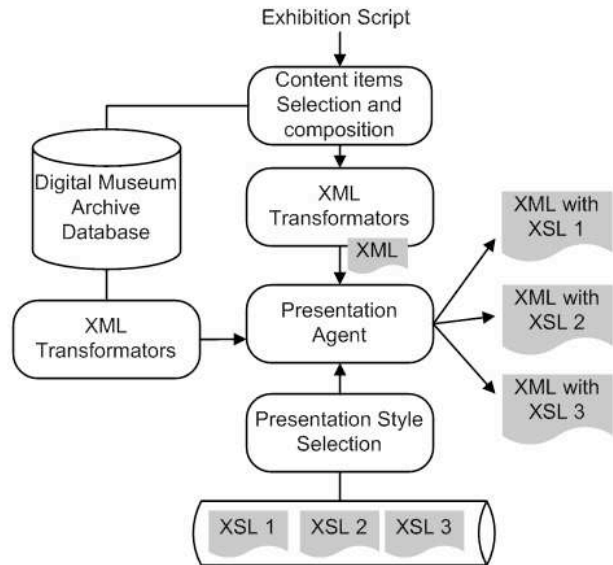 Exhibition Script
Content items
Selection and
composition
Digital Museum
Archive
Database
XML
Transformators
XML
XML with
XSL 1
XML
Transformators
Presentation
Agent
XML with
XSL 2
XML with
XSL 3
Presentation Style
Selection
XSL 1
XSL 2
XSL 3